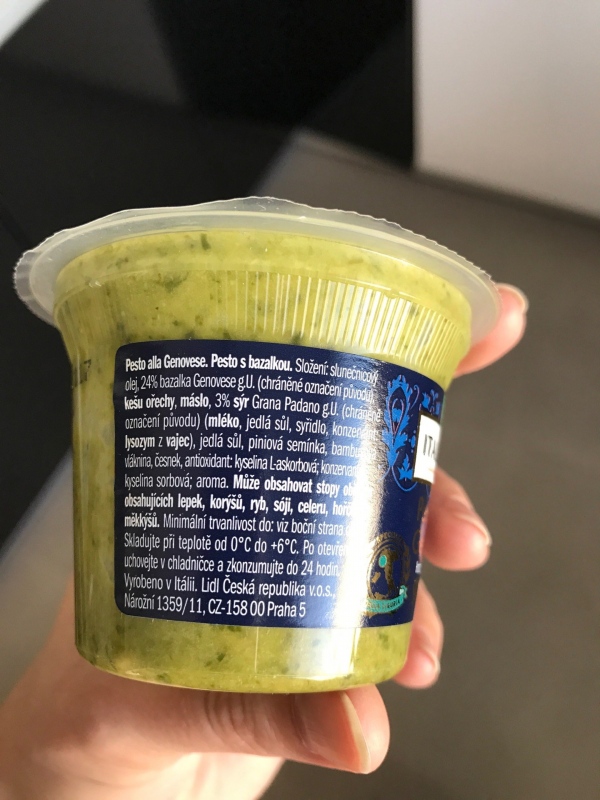 Pesto alla Genovese. Pesto s bazalkou. Složení: slunečnicový
olej, 24% bazalka Genovese g.U. (chráněné označení původu),
kešu ořechy, máslo, 3% sýr Grana Padano g.U. (chráněné
označení původu) (mléko, jedlá sůl, syřidlo,
lysozym z vajec), jedlá sůl, piniová semínka,
vláknina, česnek, antioxidant: kyselina L-askorbová;
kyselina sorbová; aroma. Může obsahovat stopy
obsahujících lepek, korýšů, ryb, sóji, celeru,
měkkýšů. Minimální trvanlivost do: viz boční strana
Skladujte při teplotě od 0°C do +6°C. Po
uchovejte v chladničce a zkonzumujte do 24 hodin.
Vyrobeno v Itálii. Lidl Česká republika v.o.s.,
Nárožní 1359/11, CZ-158 00 Praha 5